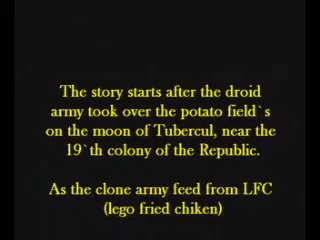 The story starts after the droid
army took over the potato field`s
on the moon of Tubercul, near the
19`th colony of the Republic.
As the clone army feed from LFC
(lego fried chiken)